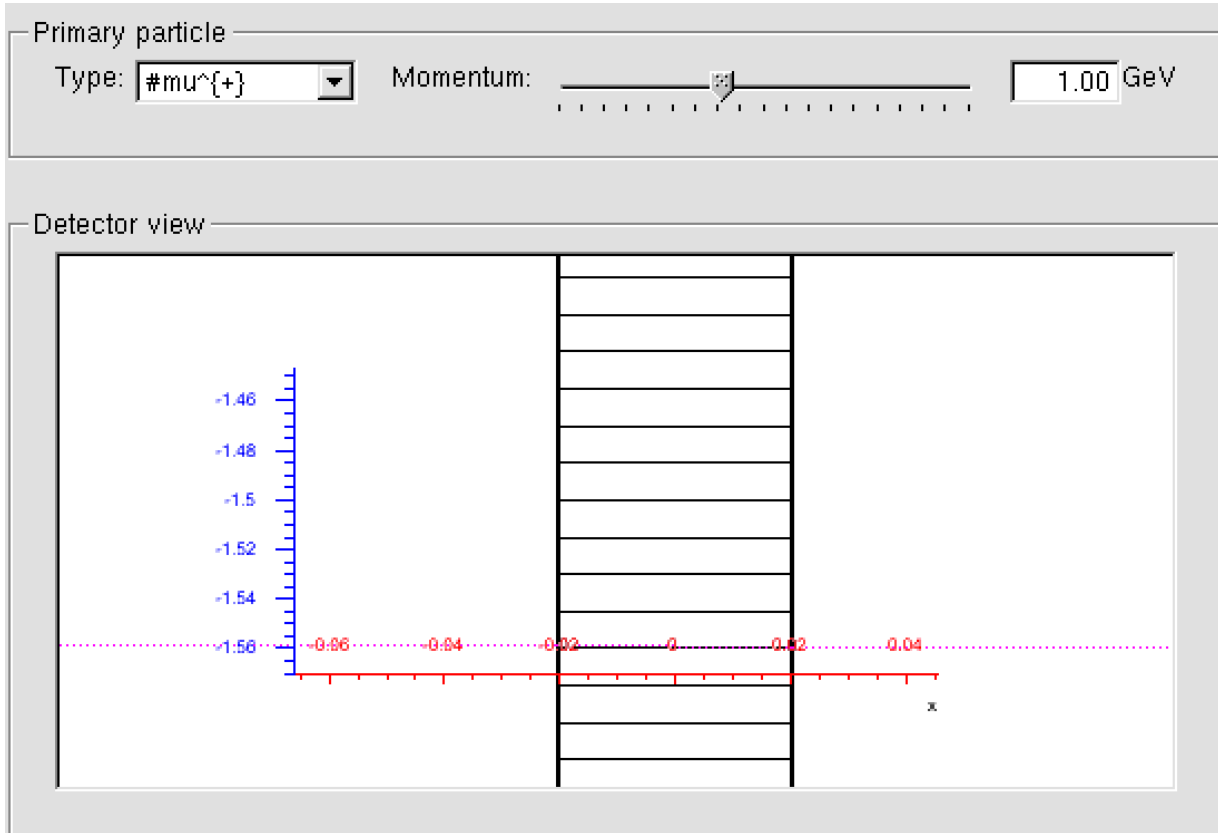 Primary particle
Type: #mu^{+} Momentum: 1.00 GeV
Detector view
-1.46
-1.48
-1.5
-1.52
-1.54
-1.56 -0.06 -0.04 -0.02 0 0.02 0.04
x